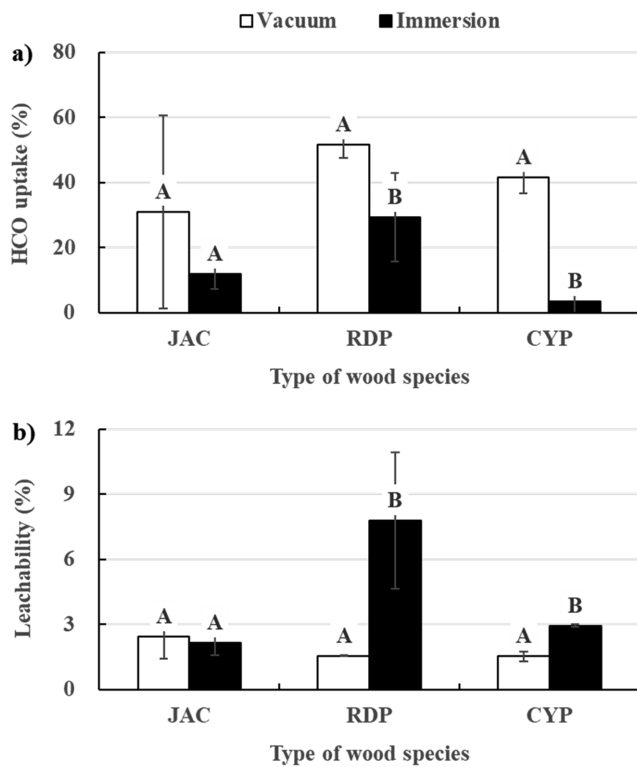 Vacuum Immersion
a)
80
60
40
20
0
HCO uptake (%)
A A A B A B
JAC RDP CYP
Type of wood species
b)
12
9
6
3
0
Leachability (%)
A A A B A B
JAC RDP CYP
Type of wood species